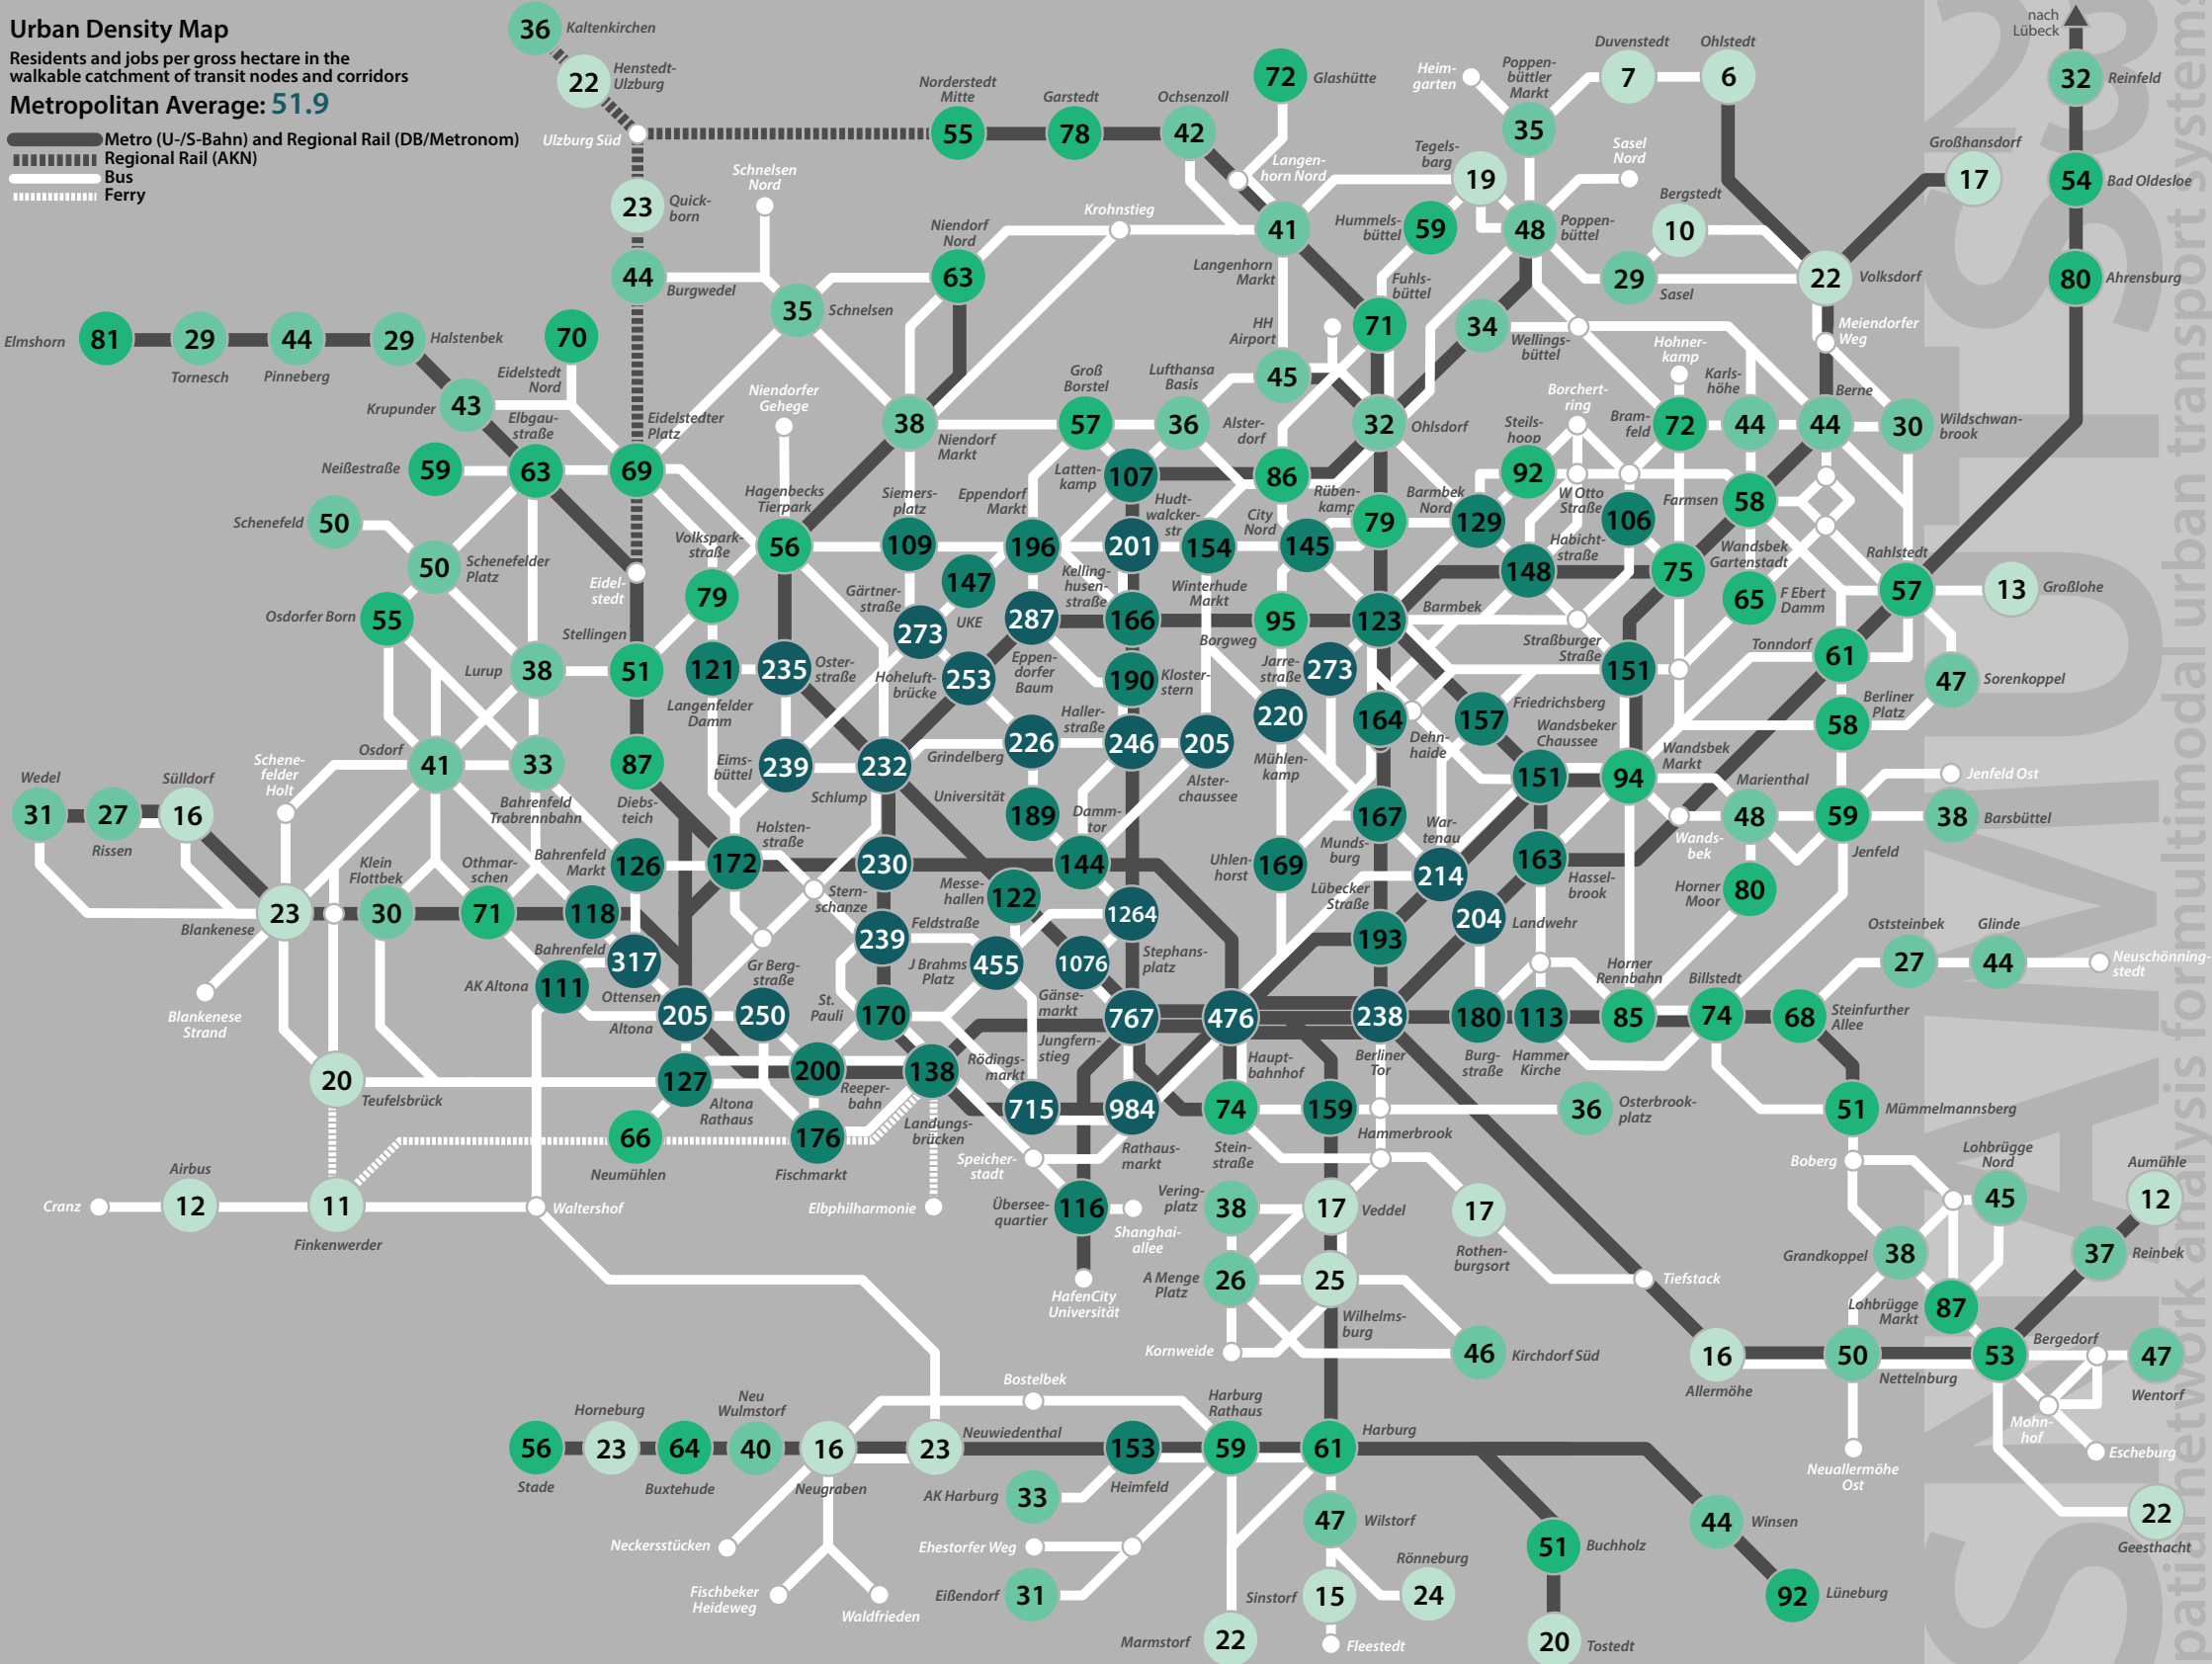 Urban Density Map
Residents and jobs per gross hectare in the
walkable catchment of transit nodes and corridors
Metropolitan Average: 51.9
Metro (U-/S-Bahn) and Regional Rail (DB/Metronom)
Regional Rail (AKN)
Bus
Ferry
36 Kaltenkirchen
22 Henstedt-
Ulzburg
Ulzburg Süd
Norderstedt
Mitte
55
Garstedt
78
Ochsenzoll
42
72 Glashütte
Langen-
horn Nord
Heim-
garten
Poppen-
büttler
Markt
35
Duvenstedt
7
Ohlstedt
6
nach
Lübeck
32 Reinfeld
54 Bad Oldesloe
80 Ahrensburg
Großhansdorf
17
Schnelsen
Nord
23 Quick-
born
44 Burgwedel
35 Schnelsen
Niendorf
Nord
63
Krohnstieg
41
Langenhorn
Markt
Tegels-
barg
19
Hummels-
büttel
59
48 Poppen-
büttel
Sasel
Nord
Bergstedt
10
29
Sasel
22 Volksdorf
Meiendorfer
Weg
Elmshorn 81
29
Tornesch
44
Pinneberg
29 Halstenbek
Krupunder 43
70
Eidelstedt
Nord
Elbgau-
straße
63
Neißestraße 59
Eidelstedter
Platz
69
Niendorfer
Gehege
38
Niendorf
Markt
Groß
Borstel
57
Lufthansa
Basis
36
HH
Airport
45
Fuhls-
büttel
71
34
Wellings-
büttel
32 Ohlsdorf
Alster-
dorf
86
Latten-
kamp
107
Hohner-
kamp
Borchert-
ring
Bram-
feld
72
Karls-
höhe
44
Berne
44
30 Wildschwan-
brook
Steils-
hoop
92
W Otto
Straße
106
Farmsen 58
Schenefeld 50
50 Schenefelder
Platz
Osdorfer Born 55
Eidel-
stedt
Volkspark-
straße
79
Hagenbecks
Tierpark
56
Siemers-
platz
109
Eppendorf
Markt
196
Hudt-
walcker-
str
201
154
Winterhude
Markt
City
Nord
145
Rüben-
kamp
79
Barmbek
Nord
129
Habicht-
straße
148
75
Wandsbek
Gartenstadt
65 F Ebert
Damm
Rahlstedt
57
13 Großlohe
Lurup 38
Stellingen
51
121
Langenfelder
Damm
235 Oster-
straße
Gärtner-
straße
273
147
UKE
287
Eppen-
dorfer
Baum
Kelling-
husen-
straße
166
Borgweg
95
123 Barmbek
Hoheluft-
brücke
253
190 Kloster-
stern
Jarre-
straße
273
220
Mühlen-
kamp
164
Dehn-
haide
157
Friedrichsberg
Straßburger
Straße
151
Tonndorf
61
47 Sorenkoppel
58 Berliner
Platz
Osdorf 41
33
Bahrenfeld
Trabrennbahn
87
Diebs-
teich
Eims-
büttel
239
232
Schlump
Grindelberg
226
Haller-
straße
246
205
Alster-
chaussee
Wandsbeker
Chaussee
151
94
Wandsbek
Markt
Marienthal
48
59
Jenfeld
Jenfeld Ost
38 Barsbüttel
Wandsbek
Wedel
31
27
Rissen
Sülldorf
16
Schene-
felder
Holt
23
Blankenese
Blankenese
Strand
Klein
Flottbek
30
Othmar-
schen
71
Bahrenfeld
Markt
126
118
Bahrenfeld
Holsten-
straße
172
230
Stern-
schanze
Universität 189
Damm-
tor
144
Messe-
hallen
122
1264
Stephans-
platz
Uhlen-
horst
169
Munds-
burg
167
War-
tenau
214
Lübecker
Straße
193
163
Hassel-
brook
204
Landwehr
Horner
Moor
80
Oststeinbek
27
Glinde
44
Neuschönning-
stedt
317
Ottensen
AK Altona 111
205
Altona
Gr Berg-
straße
250
239
Feldstraße
J Brahms
Platz
455
1076
Gänse-
markt
St.
Pauli
170
767
Jungfern-
stieg
476
Haupt-
bahnhof
238
Berliner
Tor
180
Burg-
straße
113
Hammer
Kirche
Horner
Rennbahn
85
Billstedt
74
68 Steinfurther
Allee
20
Teufelsbrück
127
Altona
Rathaus
200
Reeper-
bahn
138
Landungs-
brücken
Rödings-
markt
715
984
Rathaus-
markt
74
Stein-
straße
159
Hammerbrook
36 Osterbrook-
platz
51 Mümmelmannsberg
66
Neumühlen
176
Fischmarkt
Speicher-
stadt
Boberg
Lohbrügge
Nord
45
Aumühle
12
Cranz
Airbus
12
11
Finkenwerder
Waltershof
Elbphilharmonie
Übersee-
quartier
116
Shanghai-
allee
HafenCity
Universität
Vering-
platz
38
17 Veddel
17
Rothen-
burgsort
Tiefstack
Grandkoppel 38
37 Reinbek
A Menge
Platz
26
25
Wilhelms-
burg
Kornweide
46 Kirchdorf Süd
16
Allermöhe
50
Nettelnburg
Lohbrügge
Markt
87
53
Bergedorf
47
Wentorf
Mohn-
hof
Escheburg
Neuallermöhe
Ost
22
Geesthacht
56
Stade
Horneburg
23
64
Buxtehude
Neu
Wulmstorf
40
16
Neugraben
23 Neuwiedenthal
Bostelbek
153
Heimfeld
Harburg
Rathaus
59
61 Harburg
AK Harburg 33
Neckersstücken
Fischbeker
Heideweg
Waldfrieden
Ehestorfer Weg
Eißendorf 31
Marmstorf 22
47 Wilstorf
Sinstorf 15
Rönneburg
24
Fleestedt
51 Buchholz
20 Tostedt
44 Winsen
92 Lüneburg